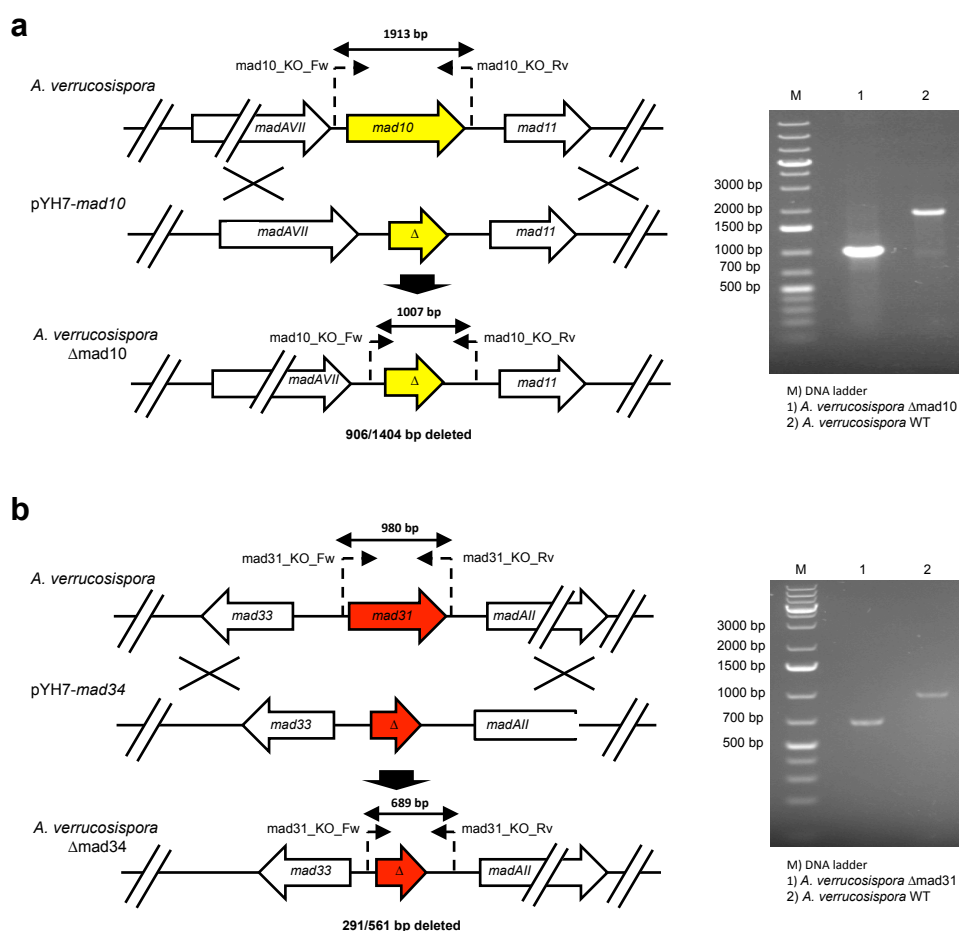 a
1913 bp
mad10_KO_Fw
mad10_KO_Rv
A. verrucosispora
madAVII
mad10
mad11
pYH7-mad10
madAVII
Δ
mad11
1007 bp
A. verrucosispora
Δmad10
mad10_KO_Fw
mad10_KO_Rv
madAVII
Δ
mad11
906/1404 bp deleted
M 1 2
3000 bp
2000 bp
1500 bp
1000 bp
700 bp
500 bp
M) DNA ladder
1) A. verrucosispora Δmad10
2) A. verrucosispora WT
b
980 bp
mad31_KO_Fw
mad31_KO_Rv
A. verrucosispora
mad33
mad31
madAII
pYH7-mad34
mad33
Δ
madAII
689 bp
A. verrucosispora
Δmad34
mad31_KO_Fw
mad31_KO_Rv
mad33
Δ
madAII
291/561 bp deleted
M 1 2
3000 bp
2000 bp
1500 bp
1000 bp
700 bp
500 bp
M) DNA ladder
1) A. verrucosispora Δmad31
2) A. verrucosispora WT